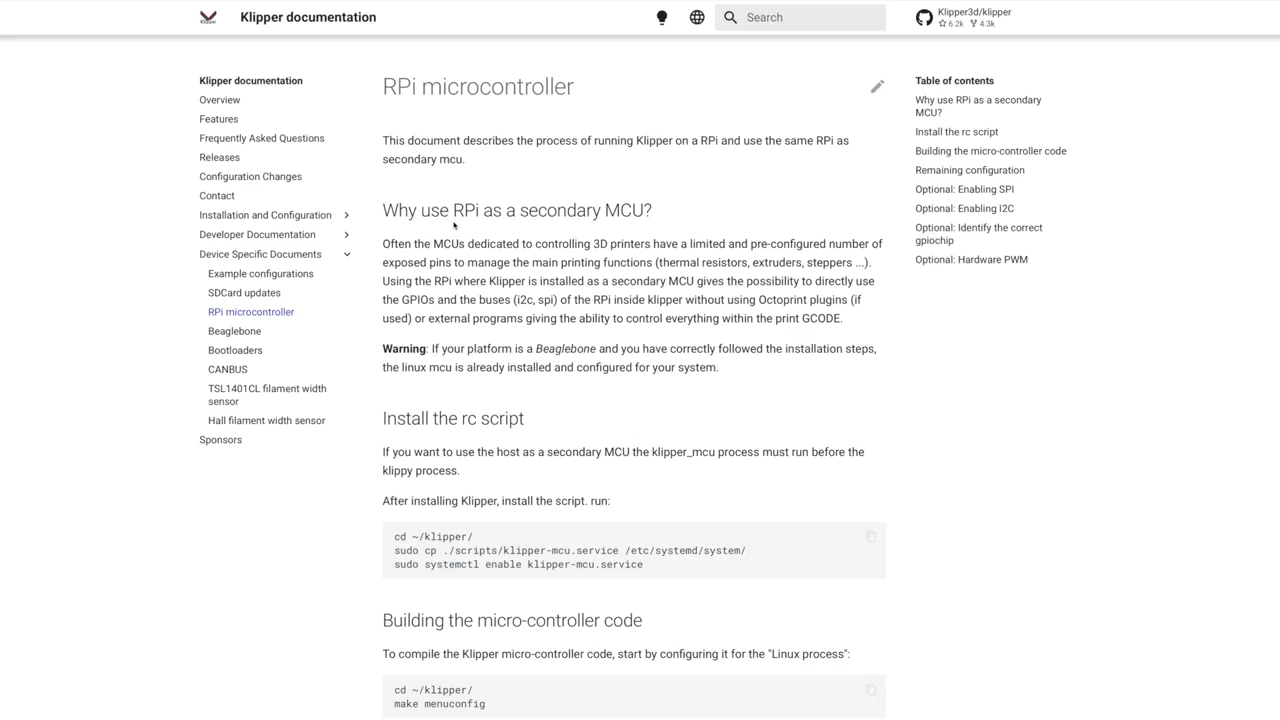 Klipper
Klipper documentation
Search
Klipper3d/klipper
6.2k 4.3k
Klipper documentation
Overview
Features
Frequently Asked Questions
Releases
Configuration Changes
Contact
Installation and Configuration
Developer Documentation
Device Specific Documents
Example configurations
SDCard updates
RPi microcontroller
Beaglebone
Bootloaders
CANBUS
TSL1401CL filament width
sensor
Hall filament width sensor
Sponsors
RPi microcontroller
This document describes the process of running Klipper on a RPi and use the same RPi as
secondary mcu.
Why use RPi as a secondary MCU?
Often the MCUs dedicated to controlling 3D printers have a limited and pre-configured number of
exposed pins to manage the main printing functions (thermal resistors, extruders, steppers ...).
Using the RPi where Klipper is installed as a secondary MCU gives the possibility to directly use
the GPIOs and the buses (i2c, spi) of the RPi inside klipper without using Octoprint plugins (if
used) or external programs giving the ability to control everything within the print GCODE.
Warning: If your platform is a Beaglebone and you have correctly followed the installation steps,
the linux mcu is already installed and configured for your system.
Install the rc script
If you want to use the host as a secondary MCU the klipper_mcu process must run before the
klippy process.
After installing Klipper, install the script. run:
cd ~/klipper/
sudo cp ./scripts/klipper-mcu.service /etc/systemd/system/
sudo systemctl enable klipper-mcu.service
Building the micro-controller code
To compile the Klipper micro-controller code, start by configuring it for the "Linux process":
cd ~/klipper/
make menuconfig
Table of contents
Why use RPi as a secondary
MCU?
Install the rc script
Building the micro-controller code
Remaining configuration
Optional: Enabling SPI
Optional: Enabling I2C
Optional: Identify the correct
gpiochip
Optional: Hardware PWM